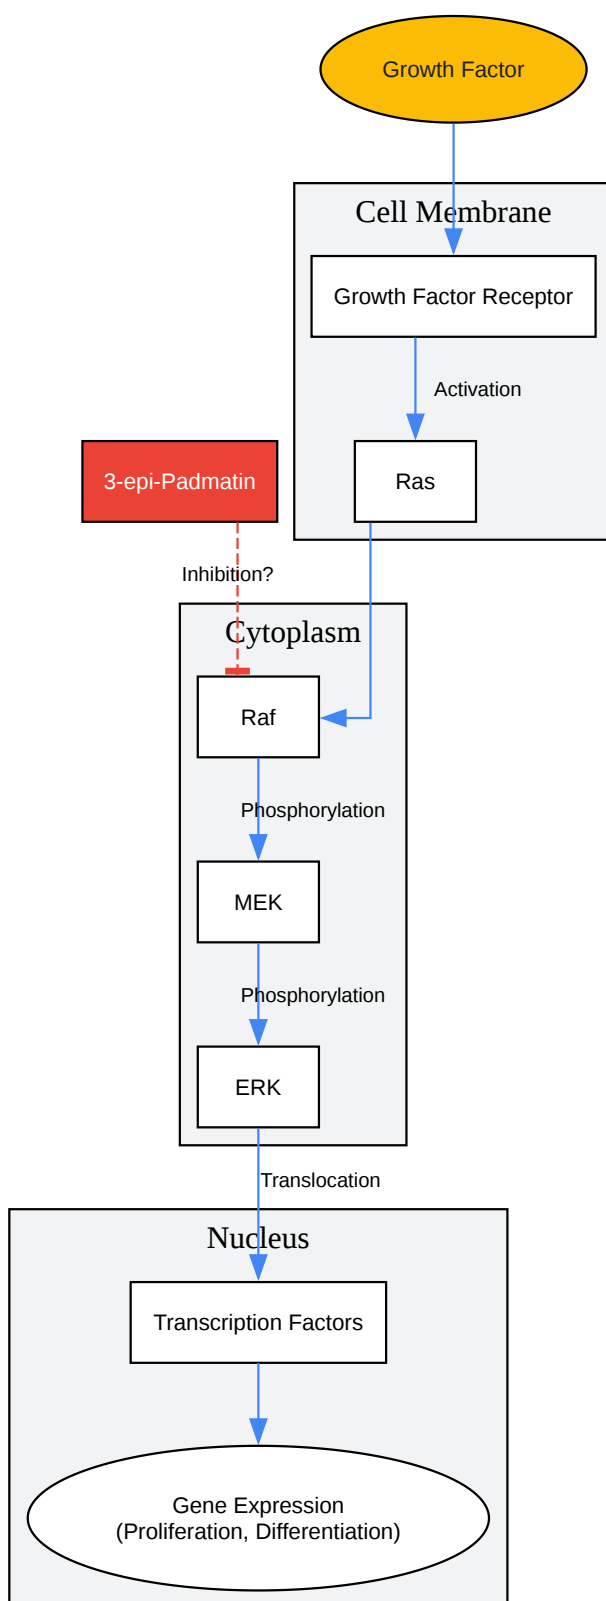 Growth Factor
Cell Membrane
Growth Factor Receptor
Activation
3-epi-Padmatin
Ras
Inhibition?
Cytoplasm
Raf
Phosphorylation
MEK
Phosphorylation
ERK
Translocation
Nucleus
Transcription Factors
Gene Expression
(Proliferation, Differentiation)